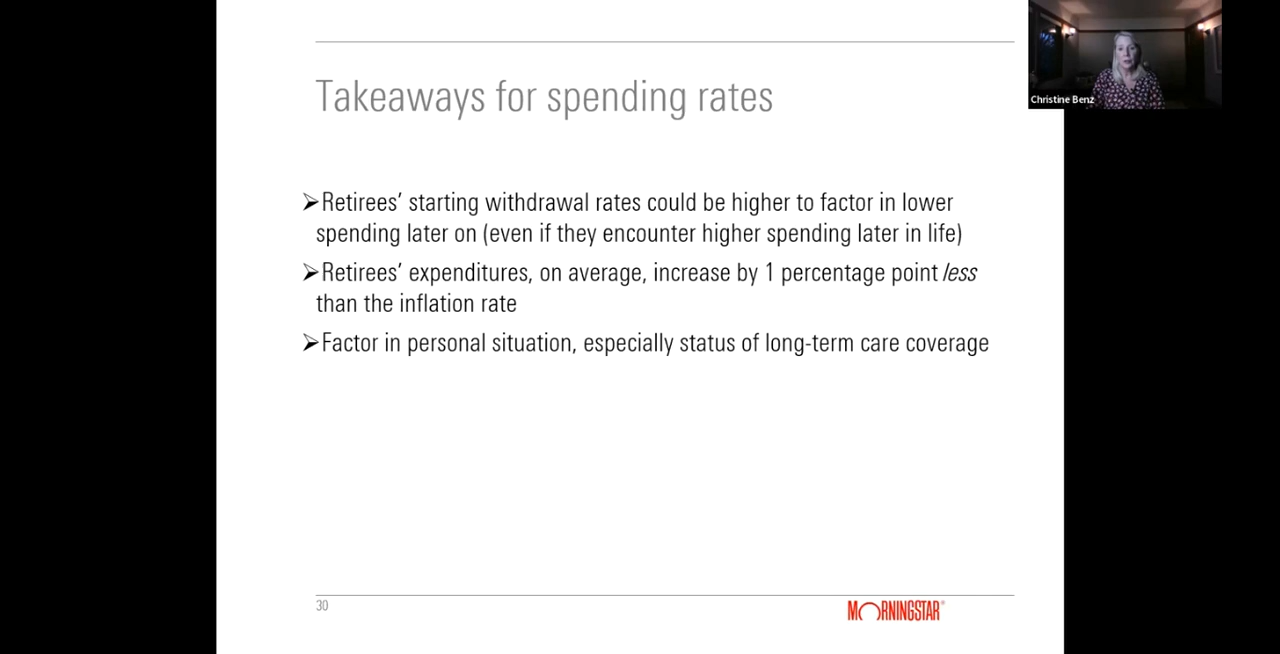 Christine Benz
Takeaways for spending rates
➢Retirees’ starting withdrawal rates could be higher to factor in lower
spending later on (even if they encounter higher spending later in life)
➢Retirees’ expenditures, on average, increase by 1 percentage point less
than the inflation rate
➢Factor in personal situation, especially status of long-term care coverage
30
MORNINGSTAR®